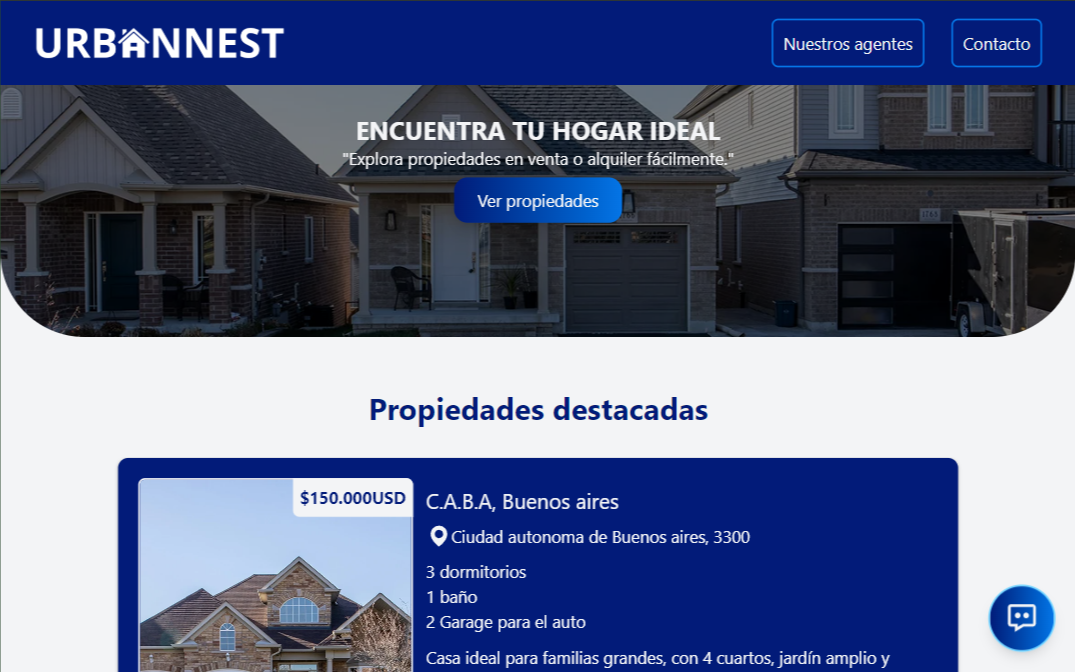 URBANNEST
Nuestros agentes
Contacto
ENCUENTRA TU HOGAR IDEAL
"Explora propiedades en venta o alquiler fácilmente."
Ver propiedades
Propiedades destacadas
$150.000USD
C.A.B.A, Buenos aires
Ciudad autonoma de Buenos aires, 3300
3 dormitorios
1 baño
2 Garage para el auto
Casa ideal para familias grandes, con 4 cuartos, jardín amplio y